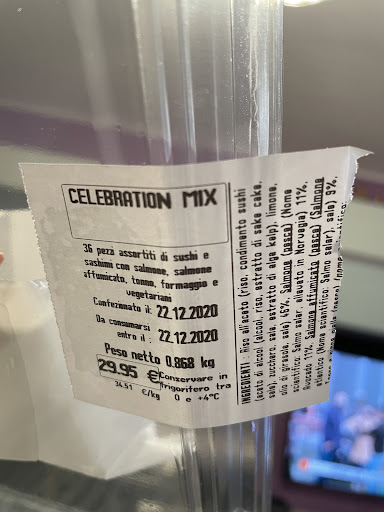 CELEBRATION MIX
36 pezzi assortiti di sushi e
sashimi con salmone, salmone
affumicato, tonno, formaggio e
vegetariani
Confezionato il: 22.12.2020
Da consumarsi
entro il : 22.12.2020
Peso netto 0.868 kg
29.95 €
34.51 €/kg
Conservare in
frigorifero tra
0 e +4°C
INGREDIENTI : Riso all'aceto (riso, condimento sushi
(aceto di alcol (alcol, riso, estratto di sake cake,
sale), zucchero, sale, estratto di alga kelp), limone,
olio di girasole, sale) 46%, Salmone (pesce) (Nome
scientifico: Salmo salar, allevato in Norvegia) 11%,
Avocado 11%, Salmone affumicato (pesce) (Salmone
atlantico (Nome scientifico: Salmo salar), sale) 9%,